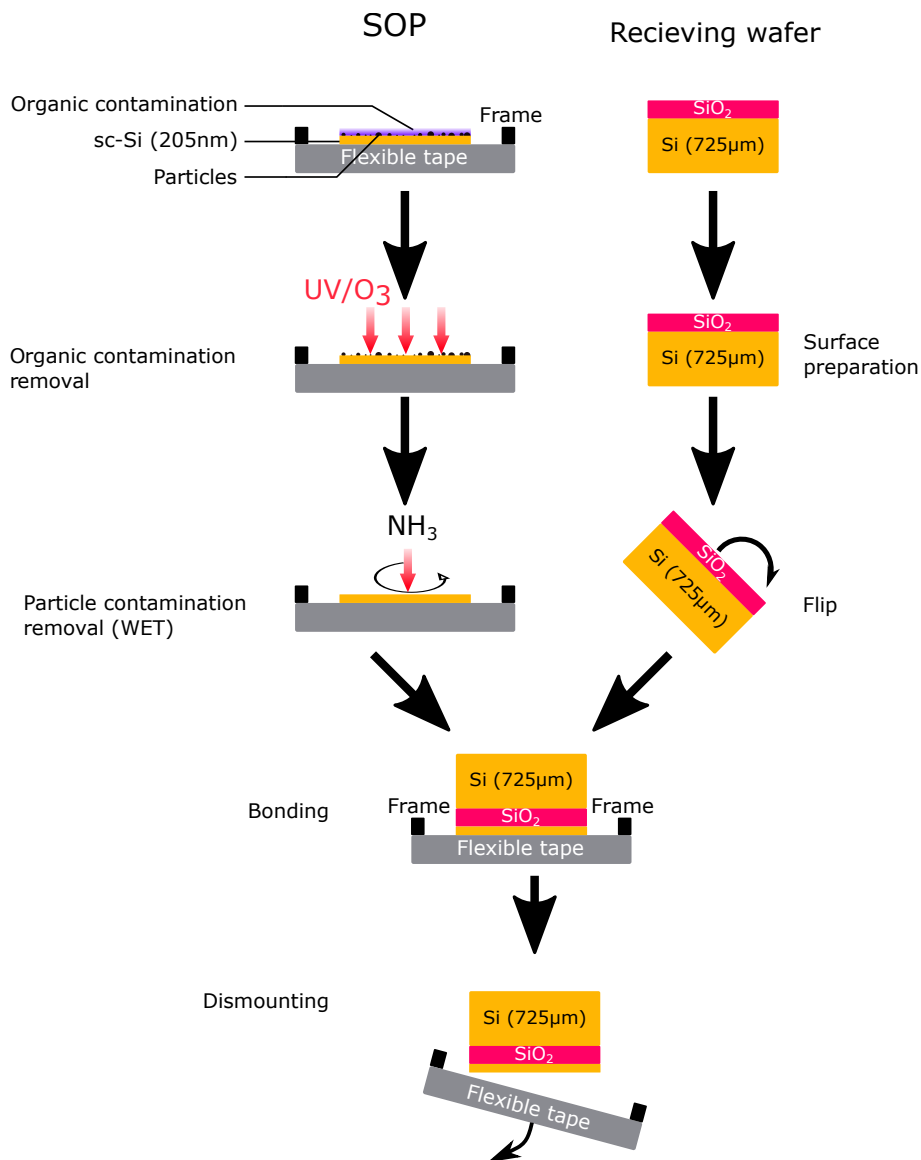 SOP
Recieving wafer
Organic contamination
sc-Si (205nm)
Particles
Frame
Flexible tape
SiO₂
Si (725μm)
UV/O₃
Organic contamination
removal
SiO₂
Si (725μm)
Surface
preparation
NH₃
Particle contamination
removal (WET)
SiO₂
Si (725μm)
Flip
Bonding
Si (725μm)
Frame
SiO₂
Frame
Flexible tape
Dismounting
Si (725μm)
SiO₂
Flexible tape